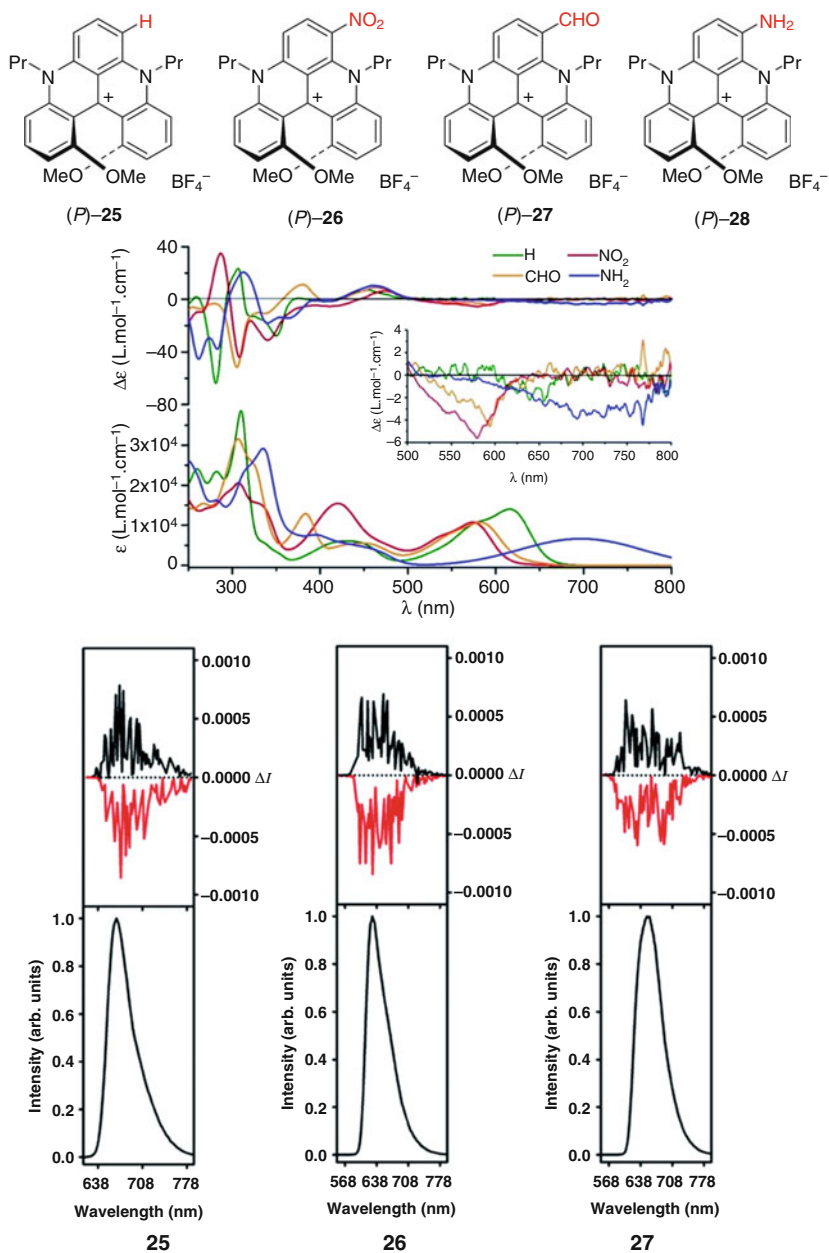 H NO₂ CHO NH₂
Pr N N Pr Pr N N Pr Pr N N Pr Pr N N Pr
+ + + +
MeO OMe BF₄⁻ MeO OMe BF₄⁻ MeO OMe BF₄⁻ MeO OMe BF₄⁻
(P)–25 (P)–26 (P)–27 (P)–28
40
0
−40
−80
Δε (L.mol⁻¹.cm⁻¹)
H NO₂
CHO NH₂
4
2
0
−2
−4
−6
Δε (L.mol⁻¹.cm⁻¹)
500 550 600 650 700 750 800
λ (nm)
3x10⁴
2x10⁴
1x10⁴
0
ε (L.mol⁻¹.cm⁻¹)
300 400 500 600 700 800
λ (nm)
0.0010 0.0010 0.0010
0.0005 0.0005 0.0005
0.0000 ΔI 0.0000 ΔI 0.0000 ΔI
−0.0005 −0.0005 −0.0005
−0.0010 −0.0010 −0.0010
1.0 1.0 1.0
0.8 0.8 0.8
0.6 0.6 0.6
0.4 0.4 0.4
0.2 0.2 0.2
0.0 0.0 0.0
Intensity (arb. units) Intensity (arb. units) Intensity (arb. units)
638 708 778 568 638 708 778 568 638 708 778
Wavelength (nm) Wavelength (nm) Wavelength (nm)
25 26 27